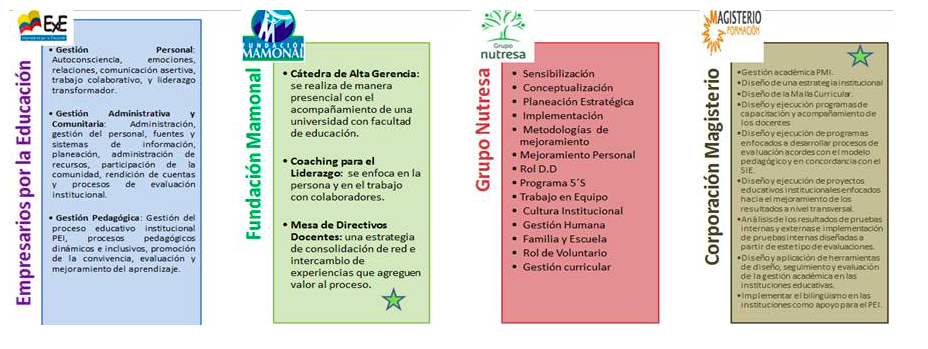 ExE
Empresarios por la Educación
• Gestión Personal:
Autoconsciencia, emociones,
relaciones, comunicación asertiva,
trabajo colaborativo, y liderazgo
transformador.
• Gestión Administrativa y
Comunitaria: Administración,
gestión del personal, fuentes y
sistemas de información,
planeación, administración de
recursos, participación de la
comunidad, rendición de cuentas
y procesos de evaluación
institucional.
• Gestión Pedagógica: Gestión del
proceso educativo institucional
PEI, procesos pedagógicos
dinámicos e inclusivos, promoción
de la convivencia, evaluación y
mejoramiento del aprendizaje.
FUNDACIÓN
MAMONAL
Fundación Mamonal
• Cátedra de Alta Gerencia:
se realiza de manera
presencial con el
acompañamiento de una
universidad con facultad
de educación.
• Coaching para el
Liderazgo: se enfoca en la
persona y en el trabajo
con colaboradores.
• Mesa de Directivos
Docentes: una estrategia
de consolidación de red e
intercambio de
experiencias que agreguen
valor al proceso.
Grupo
nutresa
Grupo Nutresa
• Sensibilización
• Conceptualización
• Planeación Estratégica
• Implementación
• Metodologías de
mejoramiento
• Mejoramiento Personal
• Rol D.D
• Programa 5´S
• Trabajo en Equipo
• Cultura Institucional
• Gestión Humana
• Familia y Escuela
• Rol de Voluntario
• Gestión curricular
MAGISTERIO
FORMACIÓN
Corporación Magisterio
• Gestión académica PMI.
• Diseño de una estrategia institucional
• Diseño de la Malla Curricular.
• Diseño y ejecución programas de
capacitación y acompañamiento de
los docentes
• Diseño y ejecución de programas
enfocados a desarrollar procesos de
evaluación acordes con el modelo
pedagógico y en concordancia con el
SIE.
• Diseño y ejecución de proyectos
educativos institucionales enfocados
hacia el mejoramiento de los
resultados a nivel transversal.
• Análisis de los resultados de pruebas
internas y externas e implementación
de pruebas internas diseñadas a
partir de este tipo de evaluaciones.
• Diseño y aplicación de herramientas
de diseño, seguimiento y evaluación
de la gestión académica en las
instituciones educativas.
• Implementar el bilingüismo en las
instituciones como apoyo para el PEI.